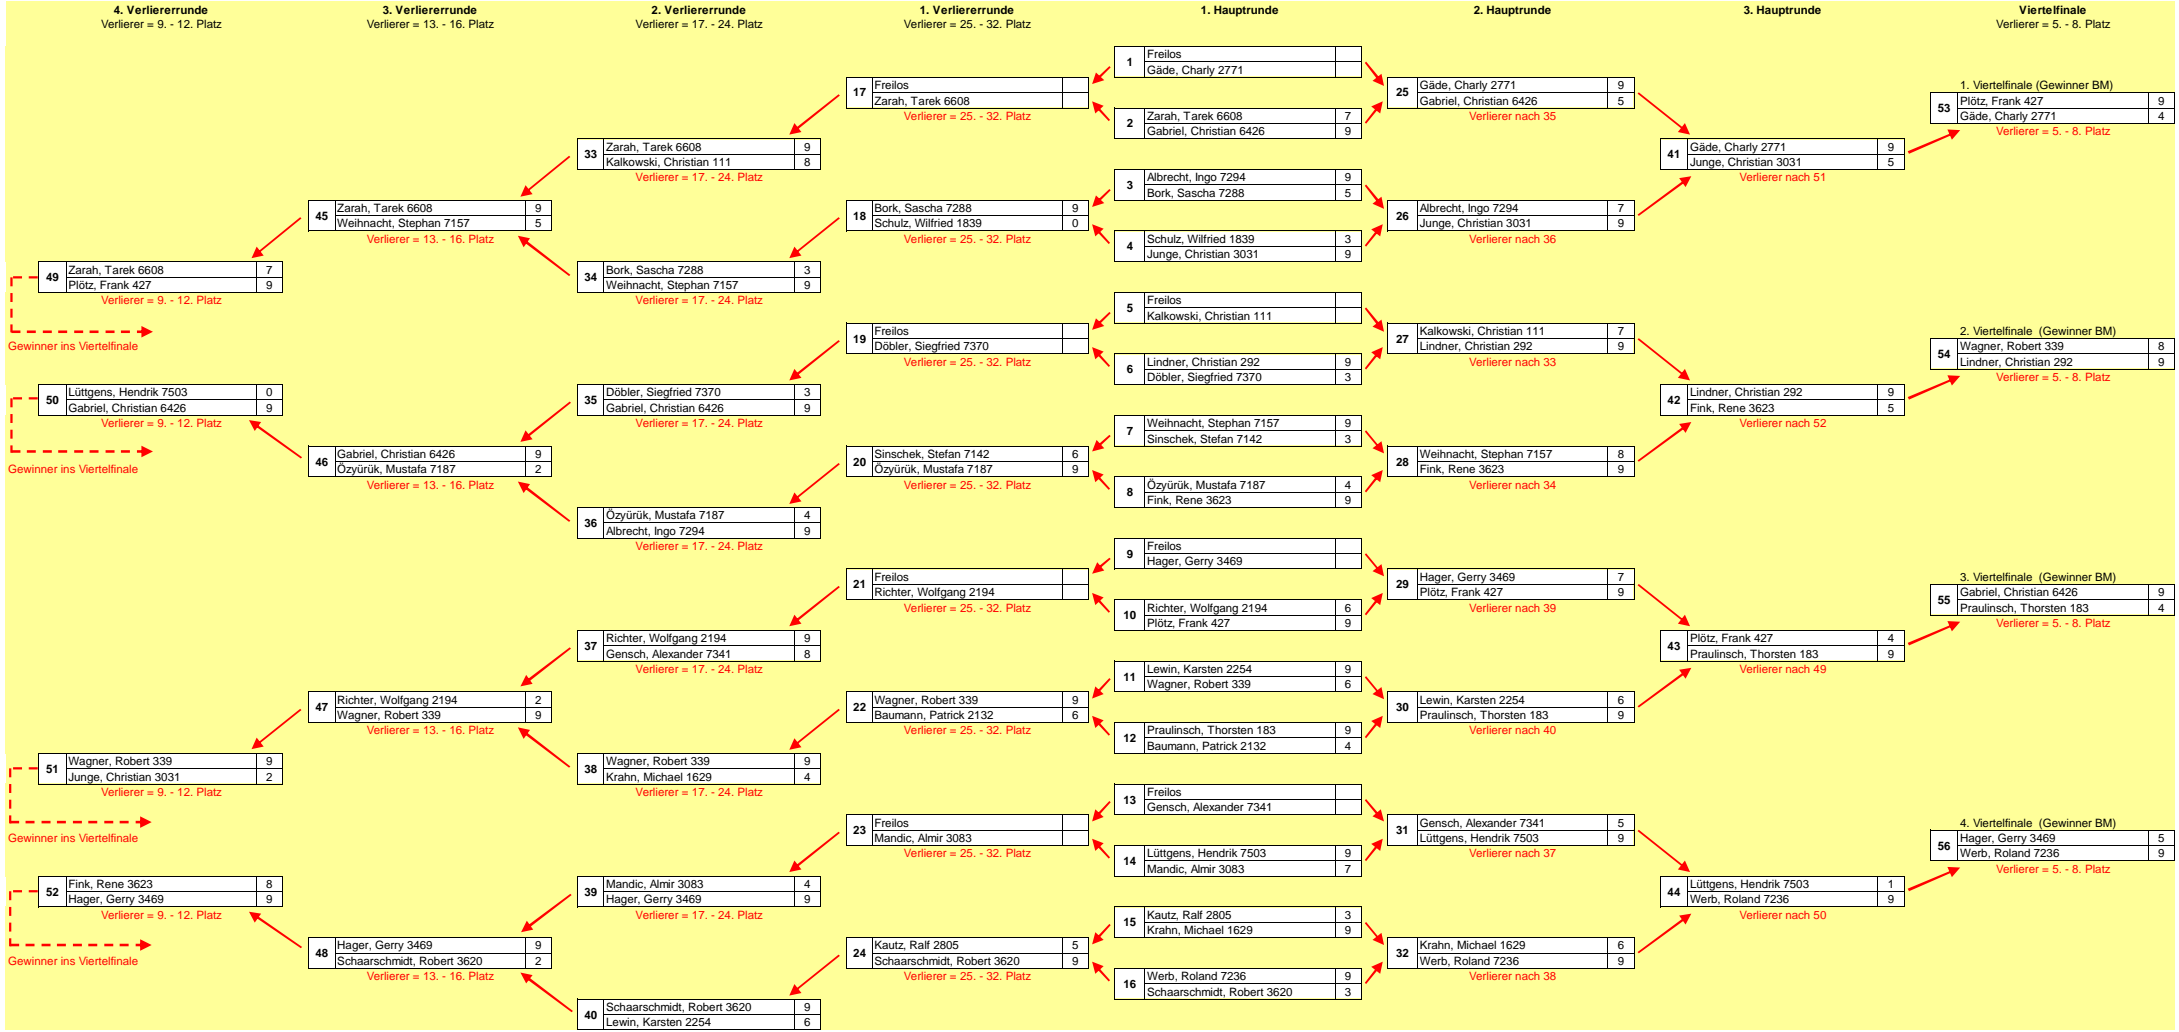 4. Verliererrunde
Verlierer = 9. - 12. Platz
49
Zarah, Tarek 6608 7
Plötz, Frank 427 9
Verlierer = 9. - 12. Platz
Gewinner ins Viertelfinale
50
Lüttgens, Hendrik 7503 0
Gabriel, Christian 6426 9
Verlierer = 9. - 12. Platz
Gewinner ins Viertelfinale
51
Wagner, Robert 339 9
Junge, Christian 3031 2
Verlierer = 9. - 12. Platz
Gewinner ins Viertelfinale
52
Fink, Rene 3623 8
Hager, Gerry 3469 9
Verlierer = 9. - 12. Platz
Gewinner ins Viertelfinale
3. Verliererrunde
Verlierer = 13. - 16. Platz
45
Zarah, Tarek 6608 9
Weihnacht, Stephan 7157 5
Verlierer = 13. - 16. Platz
46
Gabriel, Christian 6426 9
Özyürük, Mustafa 7187 2
Verlierer = 13. - 16. Platz
47
Richter, Wolfgang 2194 2
Wagner, Robert 339 9
Verlierer = 13. - 16. Platz
48
Hager, Gerry 3469 9
Schaarschmidt, Robert 3620 2
Verlierer = 13. - 16. Platz
2. Verliererrunde
Verlierer = 17. - 24. Platz
33
Zarah, Tarek 6608 9
Kalkowski, Christian 111 8
Verlierer = 17. - 24. Platz
34
Bork, Sascha 7288 3
Weihnacht, Stephan 7157 9
Verlierer = 17. - 24. Platz
35
Döbler, Siegfried 7370 3
Gabriel, Christian 6426 9
Verlierer = 17. - 24. Platz
36
Özyürük, Mustafa 7187 4
Albrecht, Ingo 7294 9
Verlierer = 17. - 24. Platz
37
Richter, Wolfgang 2194 9
Gensch, Alexander 7341 8
Verlierer = 17. - 24. Platz
38
Wagner, Robert 339 9
Krahn, Michael 1629 4
Verlierer = 17. - 24. Platz
39
Mandic, Almir 3083 4
Hager, Gerry 3469 9
Verlierer = 17. - 24. Platz
40
Schaarschmidt, Robert 3620 9
Lewin, Karsten 2254 6
1. Verliererrunde
Verlierer = 25. - 32. Platz
17
Freilos
Zarah, Tarek 6608
Verlierer = 25. - 32. Platz
18
Bork, Sascha 7288 9
Schulz, Wilfried 1839 0
Verlierer = 25. - 32. Platz
19
Freilos
Döbler, Siegfried 7370
Verlierer = 25. - 32. Platz
20
Sinschek, Stefan 7142 6
Özyürük, Mustafa 7187 9
Verlierer = 25. - 32. Platz
21
Freilos
Richter, Wolfgang 2194
Verlierer = 25. - 32. Platz
22
Wagner, Robert 339 9
Baumann, Patrick 2132 6
Verlierer = 25. - 32. Platz
23
Freilos
Mandic, Almir 3083
Verlierer = 25. - 32. Platz
24
Kautz, Ralf 2805 5
Schaarschmidt, Robert 3620 9
Verlierer = 25. - 32. Platz
1. Hauptrunde
1
Freilos
Gäde, Charly 2771
2
Zarah, Tarek 6608 7
Gabriel, Christian 6426 9
3
Albrecht, Ingo 7294 9
Bork, Sascha 7288 5
4
Schulz, Wilfried 1839 3
Junge, Christian 3031 9
5
Freilos
Kalkowski, Christian 111
6
Lindner, Christian 292 9
Döbler, Siegfried 7370 3
7
Weihnacht, Stephan 7157 9
Sinschek, Stefan 7142 3
8
Özyürük, Mustafa 7187 4
Fink, Rene 3623 9
9
Freilos
Hager, Gerry 3469
10
Richter, Wolfgang 2194 6
Plötz, Frank 427 9
11
Lewin, Karsten 2254 9
Wagner, Robert 339 6
12
Praulinsch, Thorsten 183 9
Baumann, Patrick 2132 4
13
Freilos
Gensch, Alexander 7341
14
Lüttgens, Hendrik 7503 9
Mandic, Almir 3083 7
15
Kautz, Ralf 2805 3
Krahn, Michael 1629 9
16
Werb, Roland 7236 9
Schaarschmidt, Robert 3620 3
2. Hauptrunde
25
Gäde, Charly 2771 9
Gabriel, Christian 6426 5
Verlierer nach 35
26
Albrecht, Ingo 7294 7
Junge, Christian 3031 9
Verlierer nach 36
27
Kalkowski, Christian 111 7
Lindner, Christian 292 9
Verlierer nach 33
28
Weihnacht, Stephan 7157 8
Fink, Rene 3623 9
Verlierer nach 34
29
Hager, Gerry 3469 7
Plötz, Frank 427 9
Verlierer nach 39
30
Lewin, Karsten 2254 6
Praulinsch, Thorsten 183 9
Verlierer nach 40
31
Gensch, Alexander 7341 5
Lüttgens, Hendrik 7503 9
Verlierer nach 37
32
Krahn, Michael 1629 6
Werb, Roland 7236 9
Verlierer nach 38
3. Hauptrunde
41
Gäde, Charly 2771 9
Junge, Christian 3031 5
Verlierer nach 51
42
Lindner, Christian 292 9
Fink, Rene 3623 5
Verlierer nach 52
43
Plötz, Frank 427 4
Praulinsch, Thorsten 183 9
Verlierer nach 49
44
Lüttgens, Hendrik 7503 1
Werb, Roland 7236 9
Verlierer nach 50
Viertelfinale
Verlierer = 5. - 8. Platz
1. Viertelfinale (Gewinner BM)
53
Plötz, Frank 427 9
Gäde, Charly 2771 4
Verlierer = 5. - 8. Platz
2. Viertelfinale (Gewinner BM)
54
Wagner, Robert 339 8
Lindner, Christian 292 9
Verlierer = 5. - 8. Platz
3. Viertelfinale (Gewinner BM)
55
Gabriel, Christian 6426 9
Praulinsch, Thorsten 183 4
Verlierer = 5. - 8. Platz
4. Viertelfinale (Gewinner BM)
56
Hager, Gerry 3469 5
Werb, Roland 7236 9
Verlierer = 5. - 8. Platz